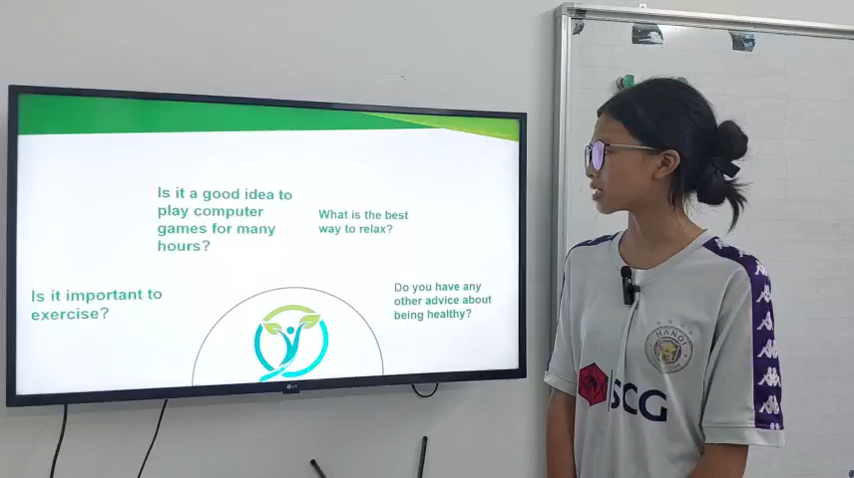 Is it a good idea to
play computer
games for many
hours?
What is the best
way to relax?
Is it important to
exercise?
Do you have any
other advice about
being healthy?
LG
HANOI
SCG